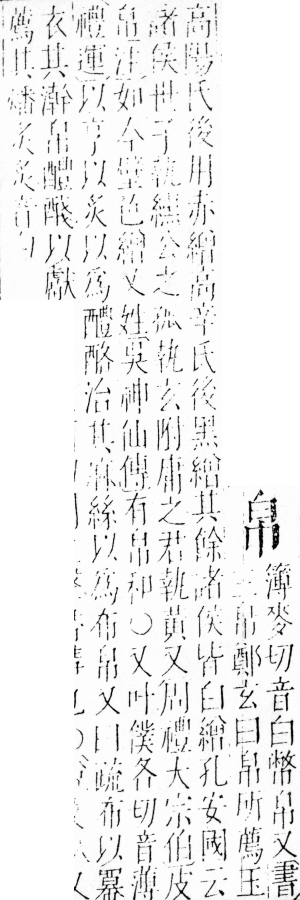 帛
簿麥切音白幣帛又書
三帛鄭玄曰帛所薦玉
高陽氏後用赤繒高辛氏後黑繒其餘諸侯皆白繒孔安國云
諸侯世子執纁公之孤執玄附庸之君執黃又周禮大宗伯皮
帛注如今璧色繒又姓吳神仙傳有帛和○又叶僕各切音薄
禮運以亨以炙以爲醴酪治其麻絲以爲布帛又曰疏布以冪
衣其澣帛醴醆以獻
薦其燔炙炙音勺